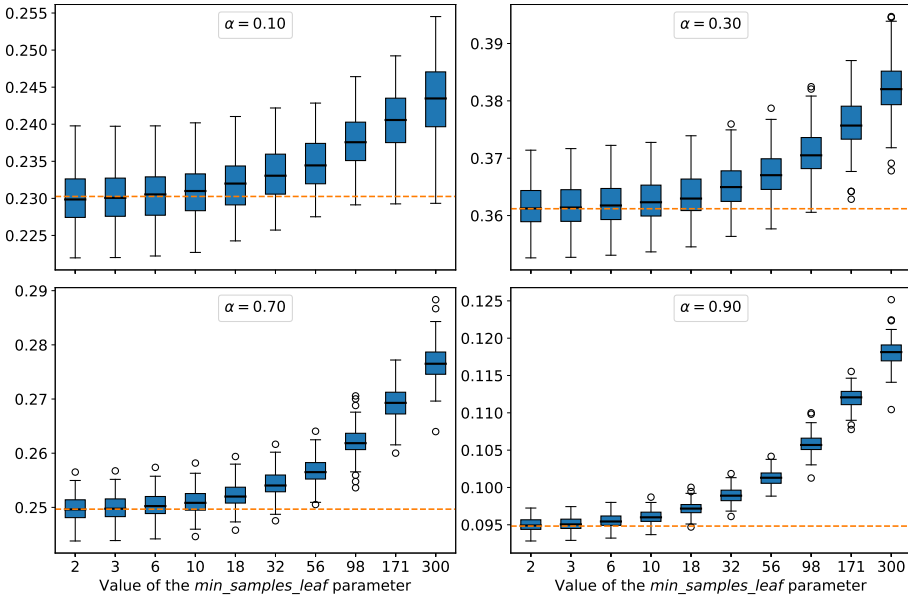 α = 0.10
0.255
0.250
0.245
0.240
0.235
0.230
0.225
α = 0.30
0.39
0.38
0.37
0.36
α = 0.70
0.29
0.28
0.27
0.26
0.25
2 3 6 10 18 32 56 98 171 300
Value of the min_samples_leaf parameter
α = 0.90
0.125
0.120
0.115
0.110
0.105
0.100
0.095
2 3 6 10 18 32 56 98 171 300
Value of the min_samples_leaf parameter